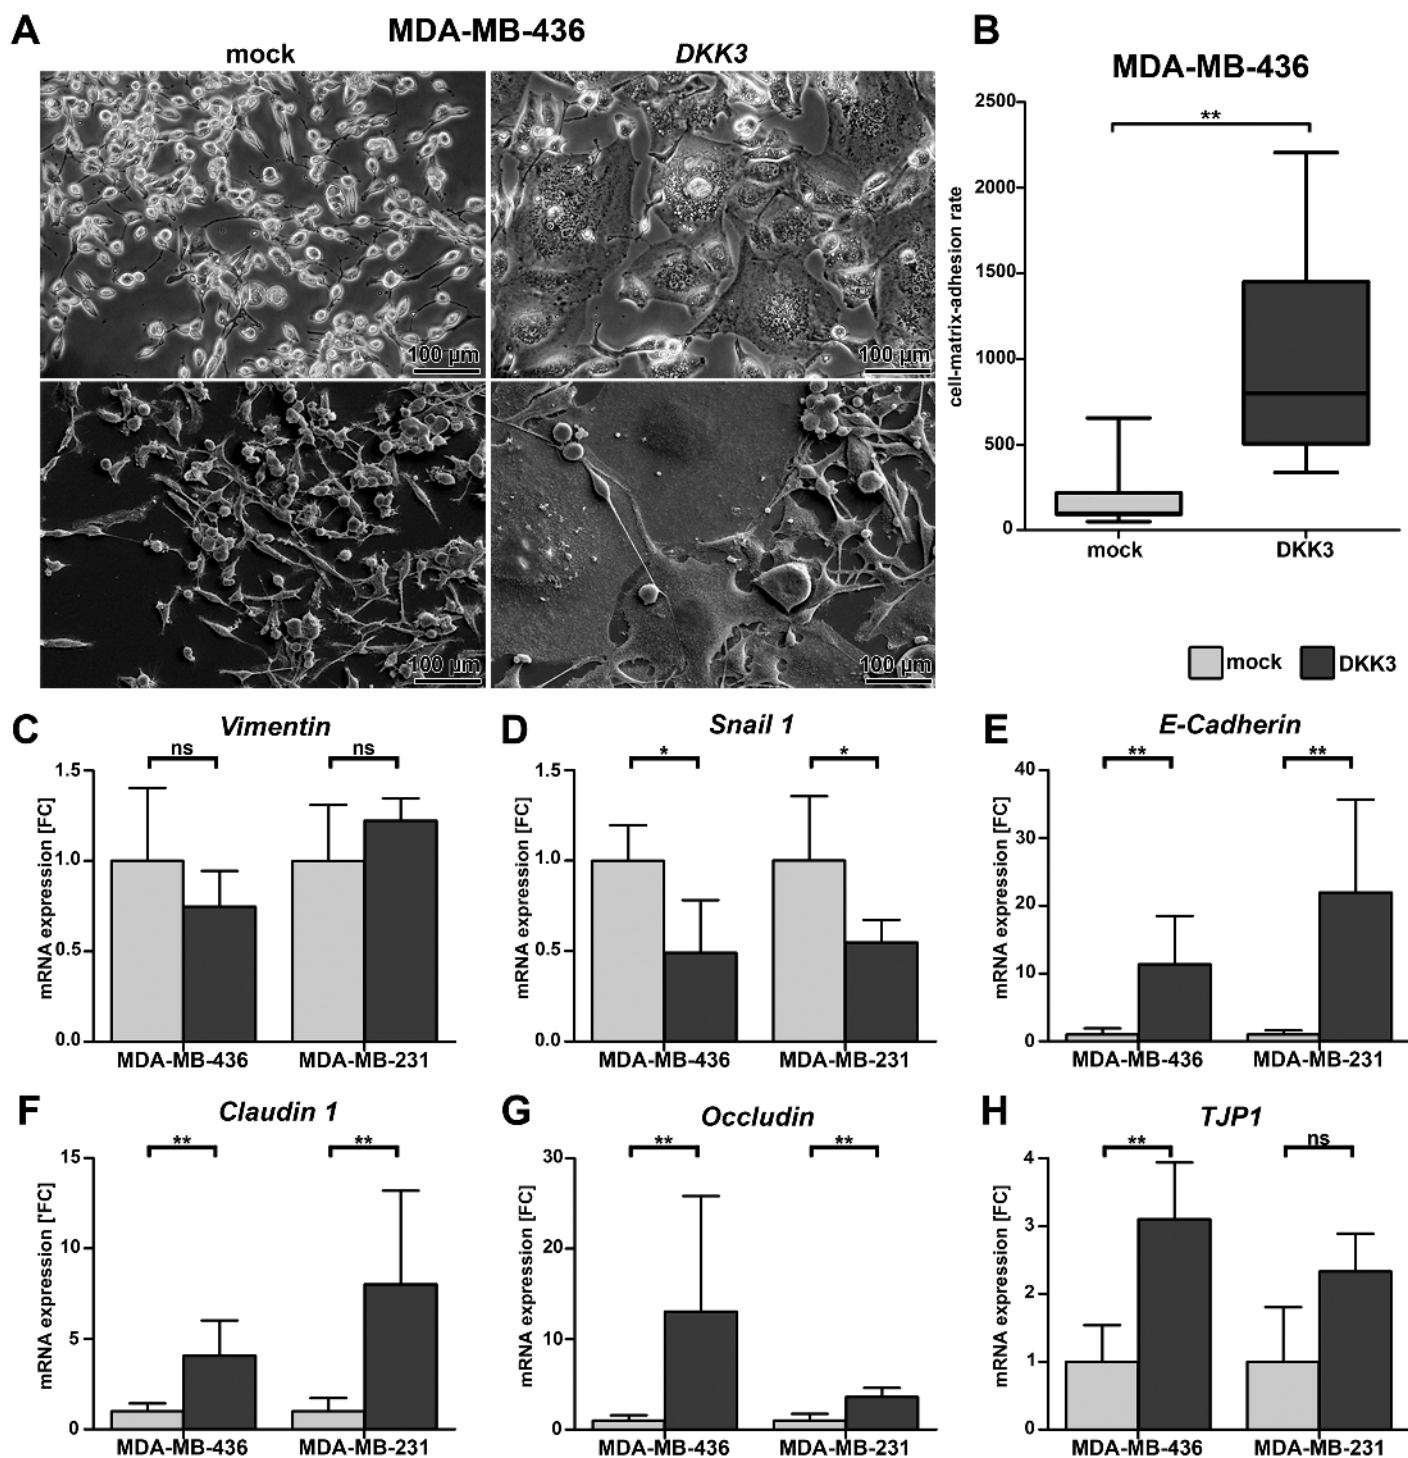 A
MDA-MB-436
mock
DKK3
100 µm
100 µm
100 µm
100 µm
B
MDA-MB-436
cell-matrix-adhesion rate
2500
2000
1500
1000
500
0
**
mock
DKK3
mock
DKK3
C
Vimentin
mRNA expression [FC]
1.5
1.0
0.5
0.0
ns
ns
MDA-MB-436
MDA-MB-231
D
Snail 1
mRNA expression [FC]
1.5
1.0
0.5
0.0
*
*
MDA-MB-436
MDA-MB-231
E
E-Cadherin
mRNA expression [FC]
40
30
20
10
0
**
**
MDA-MB-436
MDA-MB-231
F
Claudin 1
mRNA expression ['FC]
15
10
5
0
**
**
MDA-MB-436
MDA-MB-231
G
Occludin
mRNA expression [FC]
30
20
10
0
**
**
MDA-MB-436
MDA-MB-231
H
TJP1
mRNA expression [FC]
4
3
2
1
0
**
ns
MDA-MB-436
MDA-MB-231